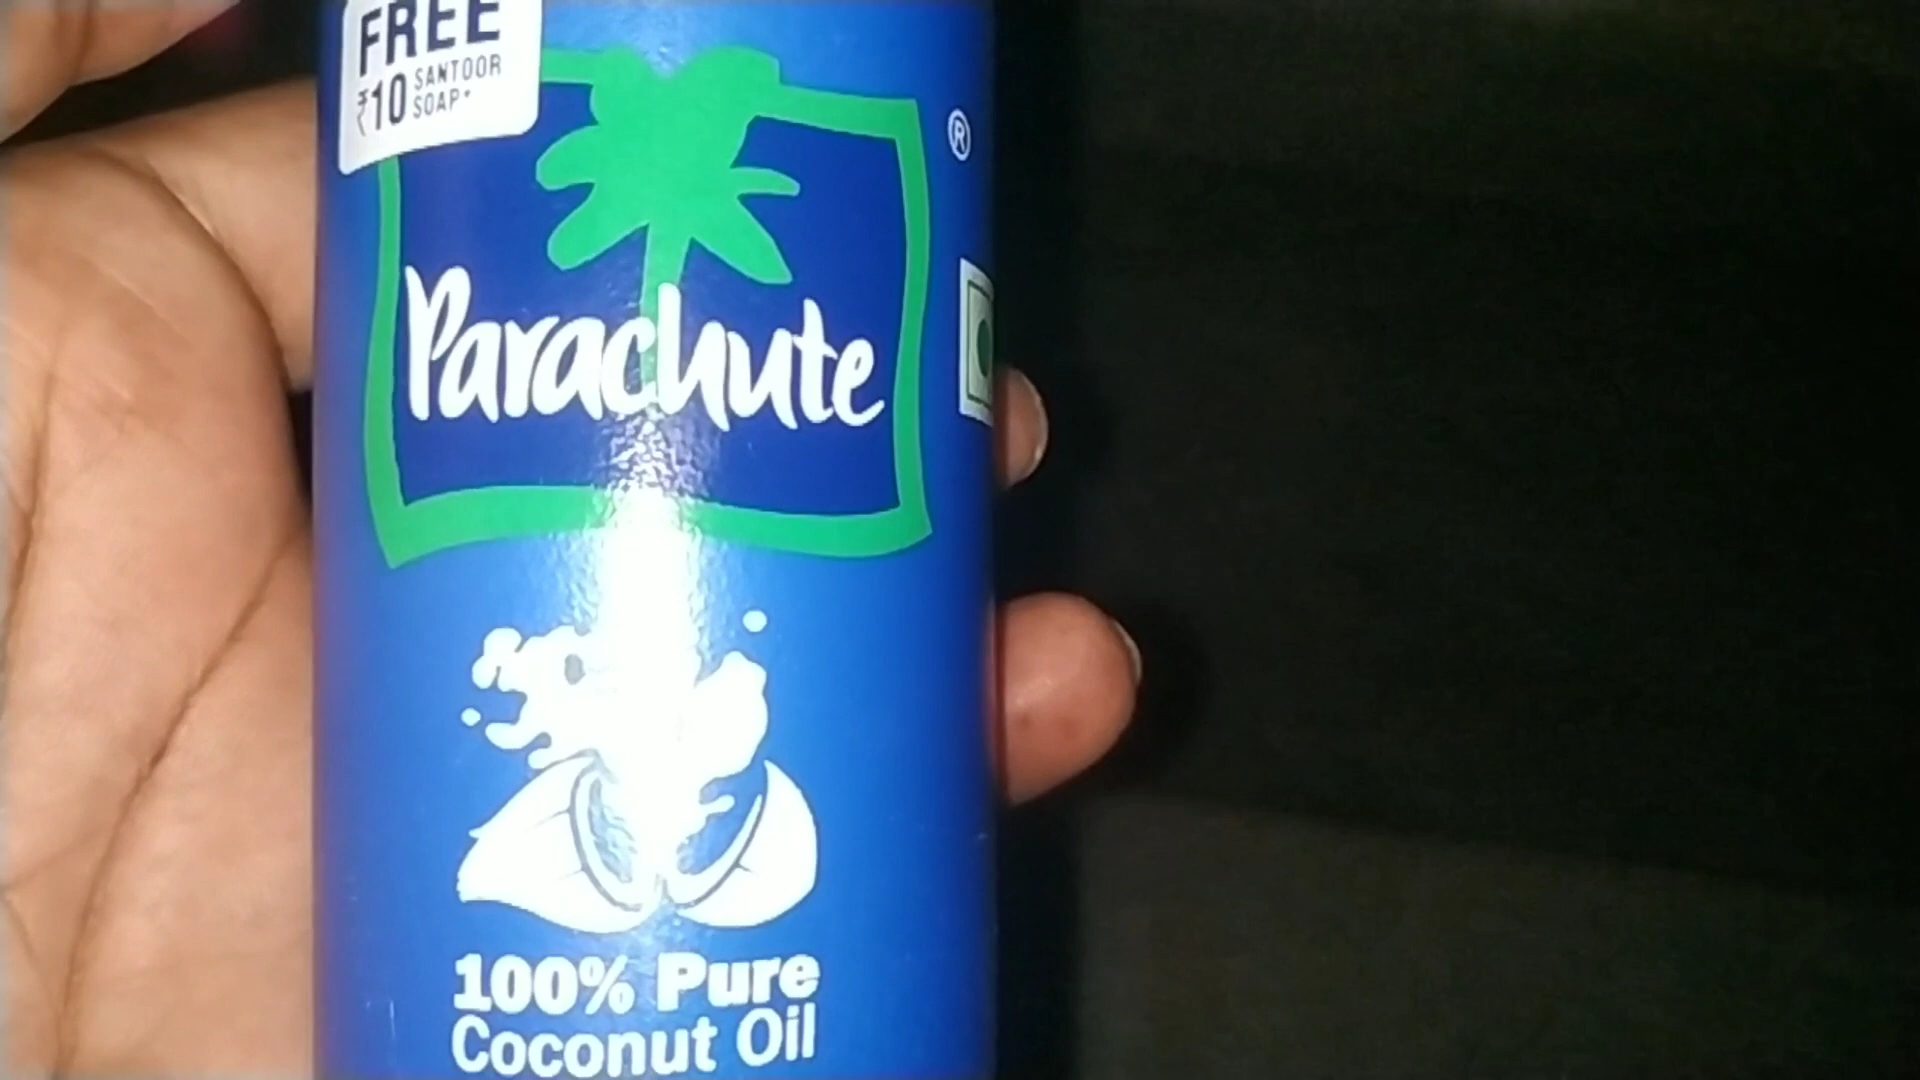 FREE
₹10 SANTOOR
SOAP*
®
Parachute
100% Pure
Coconut Oil